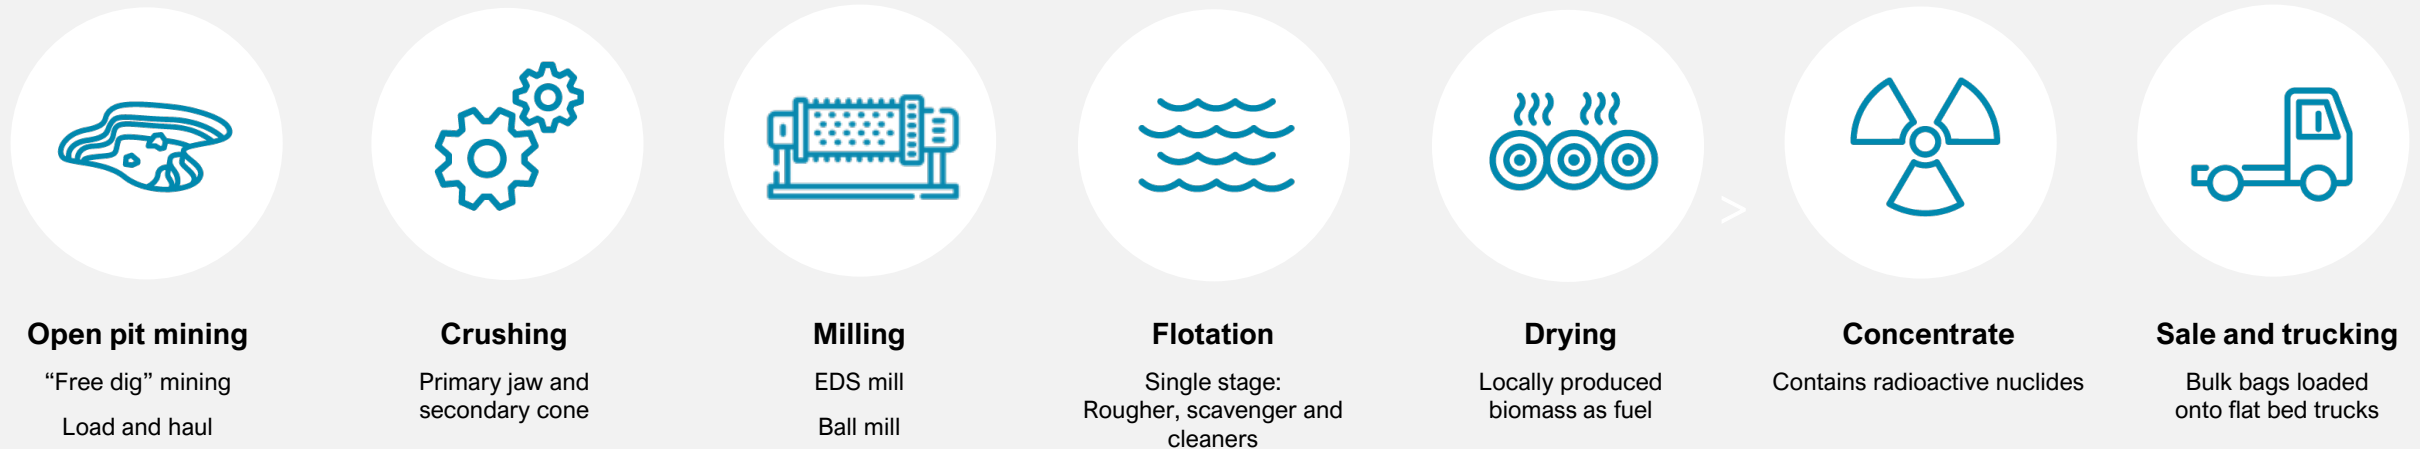 Open pit mining
“Free dig” mining
Load and haul
Crushing
Primary jaw and
secondary cone
Milling
EDS mill
Ball mill
Flotation
Single stage:
Rougher, scavenger and
cleaners
Drying
Locally produced
biomass as fuel
>
Concentrate
Contains radioactive nuclides
Sale and trucking
Bulk bags loaded
onto flat bed trucks